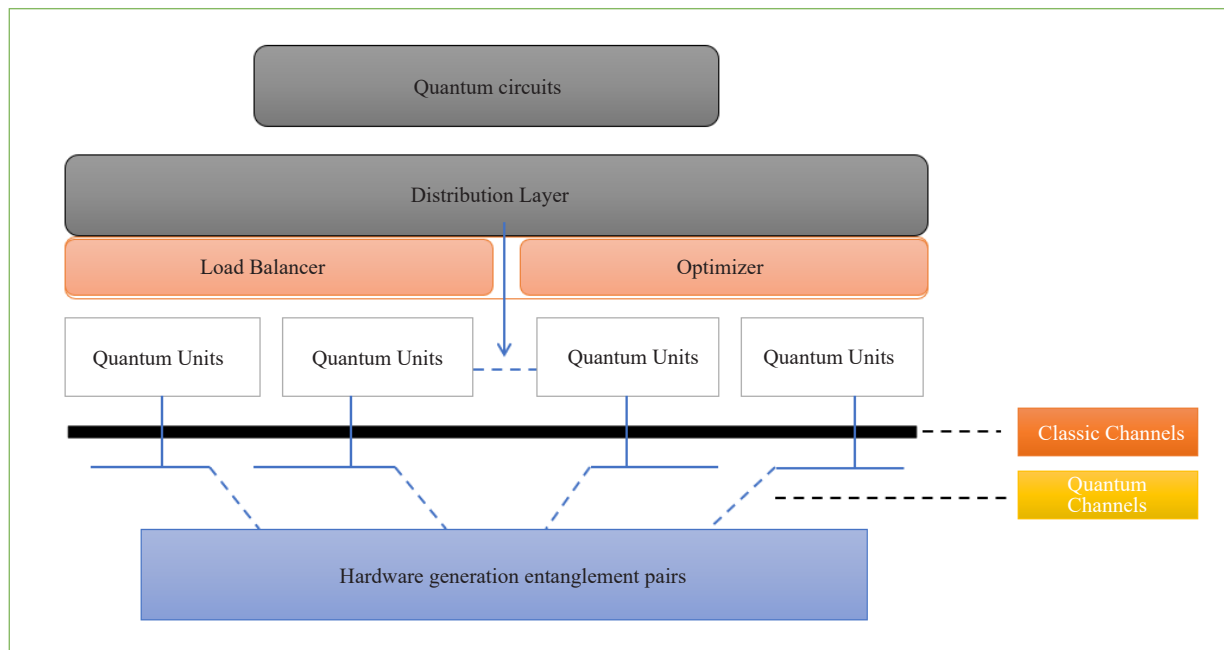 Quantum circuits
Distribution Layer
Load Balancer
Optimizer
Quantum Units
Quantum Units
Quantum Units
Quantum Units
Classic Channels
Quantum
Channels
Hardware generation entanglement pairs